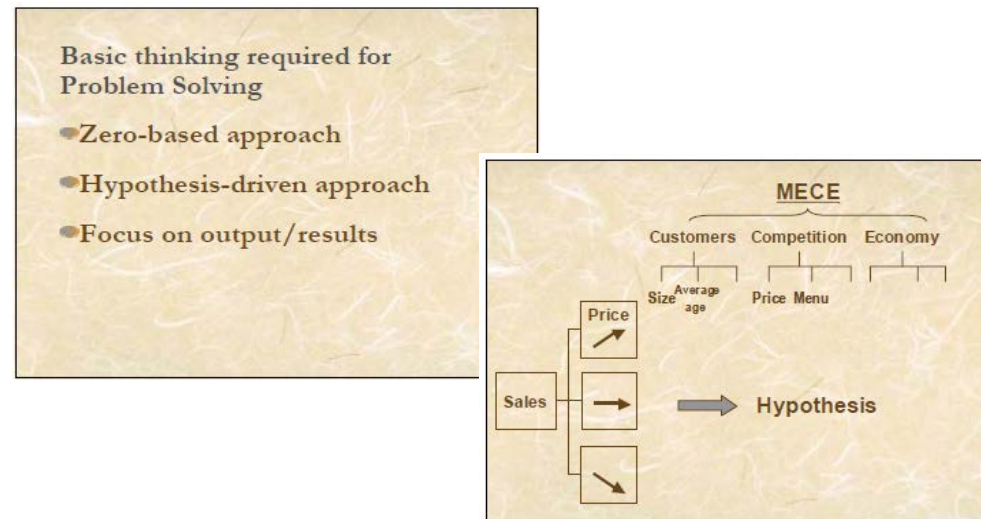 Basic thinking required for
Problem Solving
Zero-based approach
Hypothesis-driven approach
Focus on output/results
MECE
Customers Competition Economy
Size Average age Price Menu
Price
Sales
Hypothesis